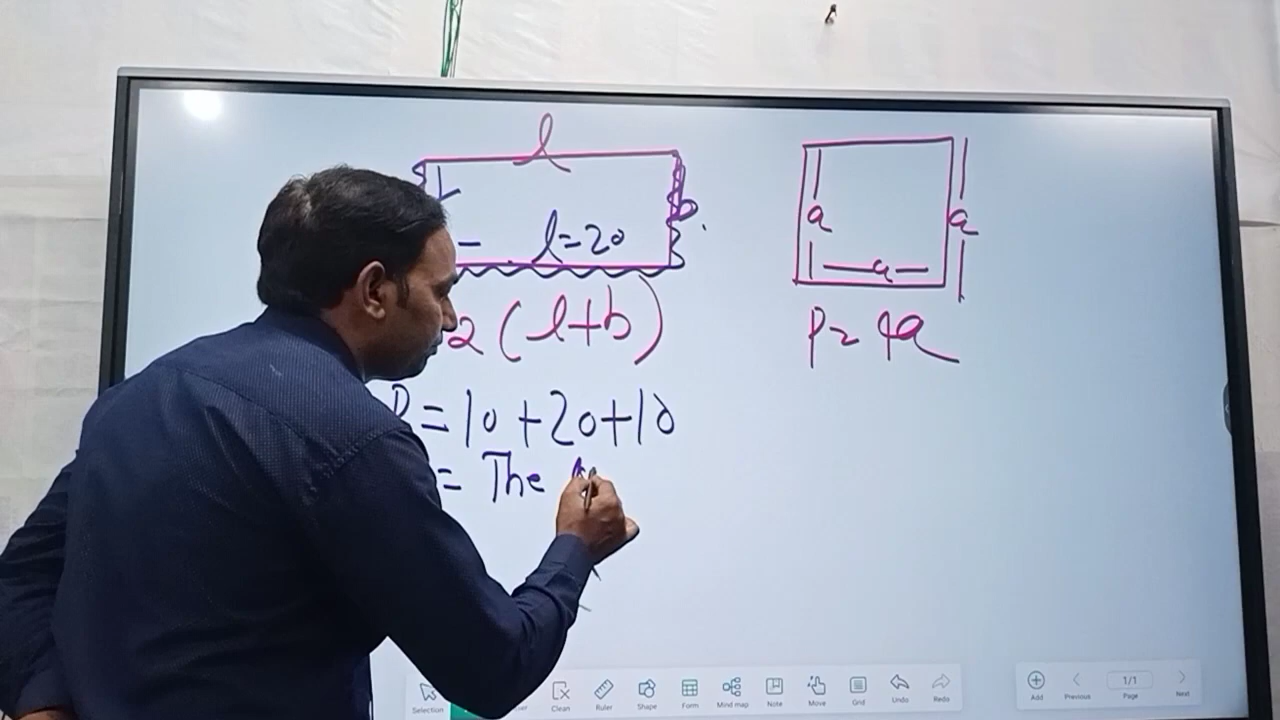 l
b
l=20
a
a
a
2(l+b)
P= 4a
P=10+20+10
= The
Selection
Clean
Ruler
Shape
Form
Mind map
Note
Move
Grid
Undo
Redo
Add
Previous
1/1
Page
Next